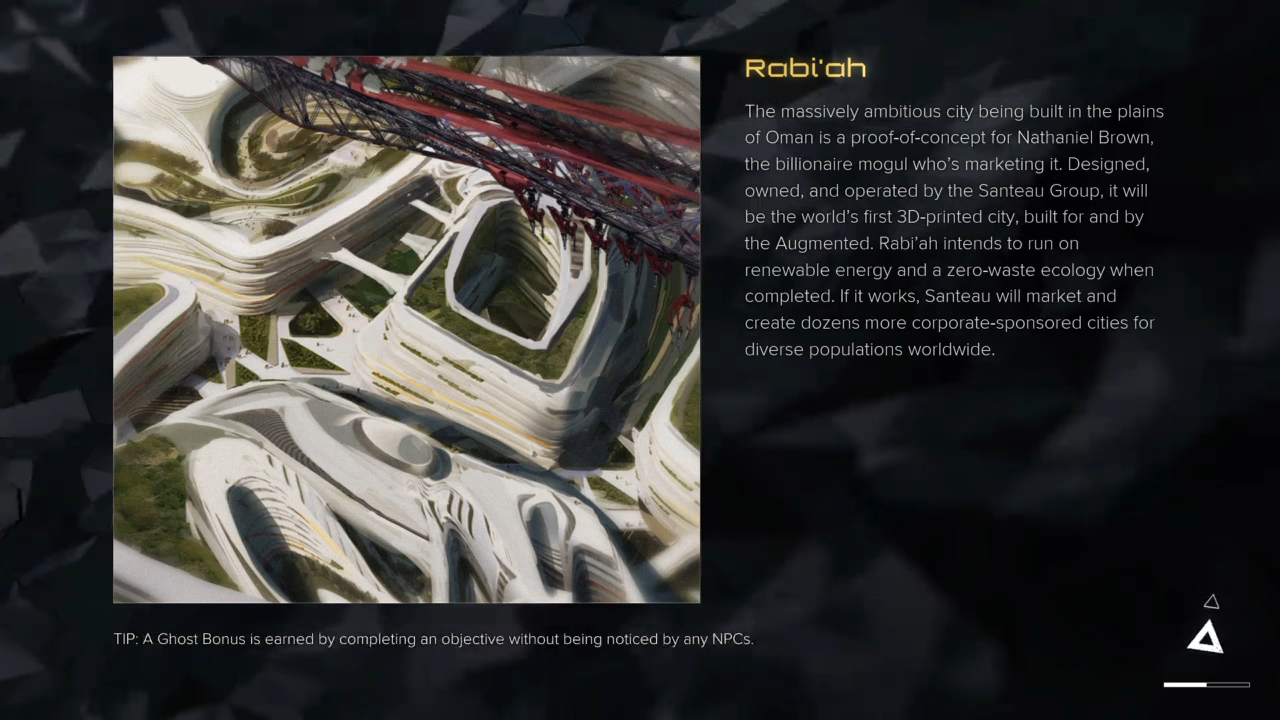 Rabi'ah
The massively ambitious city being built in the plains
of Oman is a proof-of-concept for Nathaniel Brown,
the billionaire mogul who's marketing it. Designed,
owned, and operated by the Santeau Group, it will
be the world's first 3D-printed city, built for and by
the Augmented. Rabi'ah intends to run on
renewable energy and a zero-waste ecology when
completed. If it works, Santeau will market and
create dozens more corporate-sponsored cities for
diverse populations worldwide.
TIP: A Ghost Bonus is earned by completing an objective without being noticed by any NPCs.